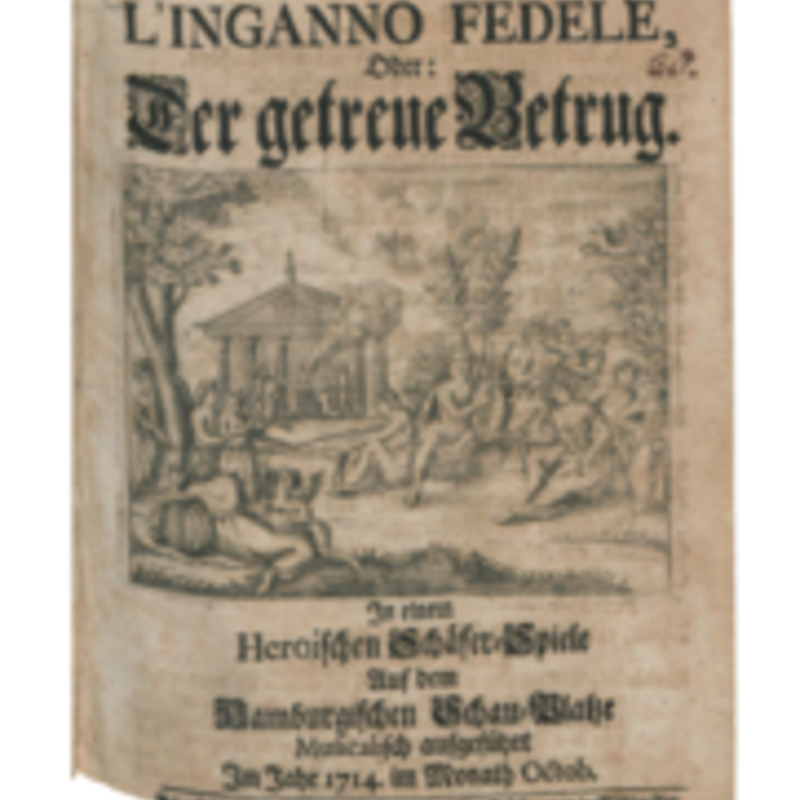 L'INGANNO FEDELE,
Oder:
Der getreue Betrug.
In einem
Heroischen Schäfer-Spiele
Auf dem
Hamburgischen Schau-Platze
Musicalisch aufgeführet
Im Jahr 1714. im Monath Octob.